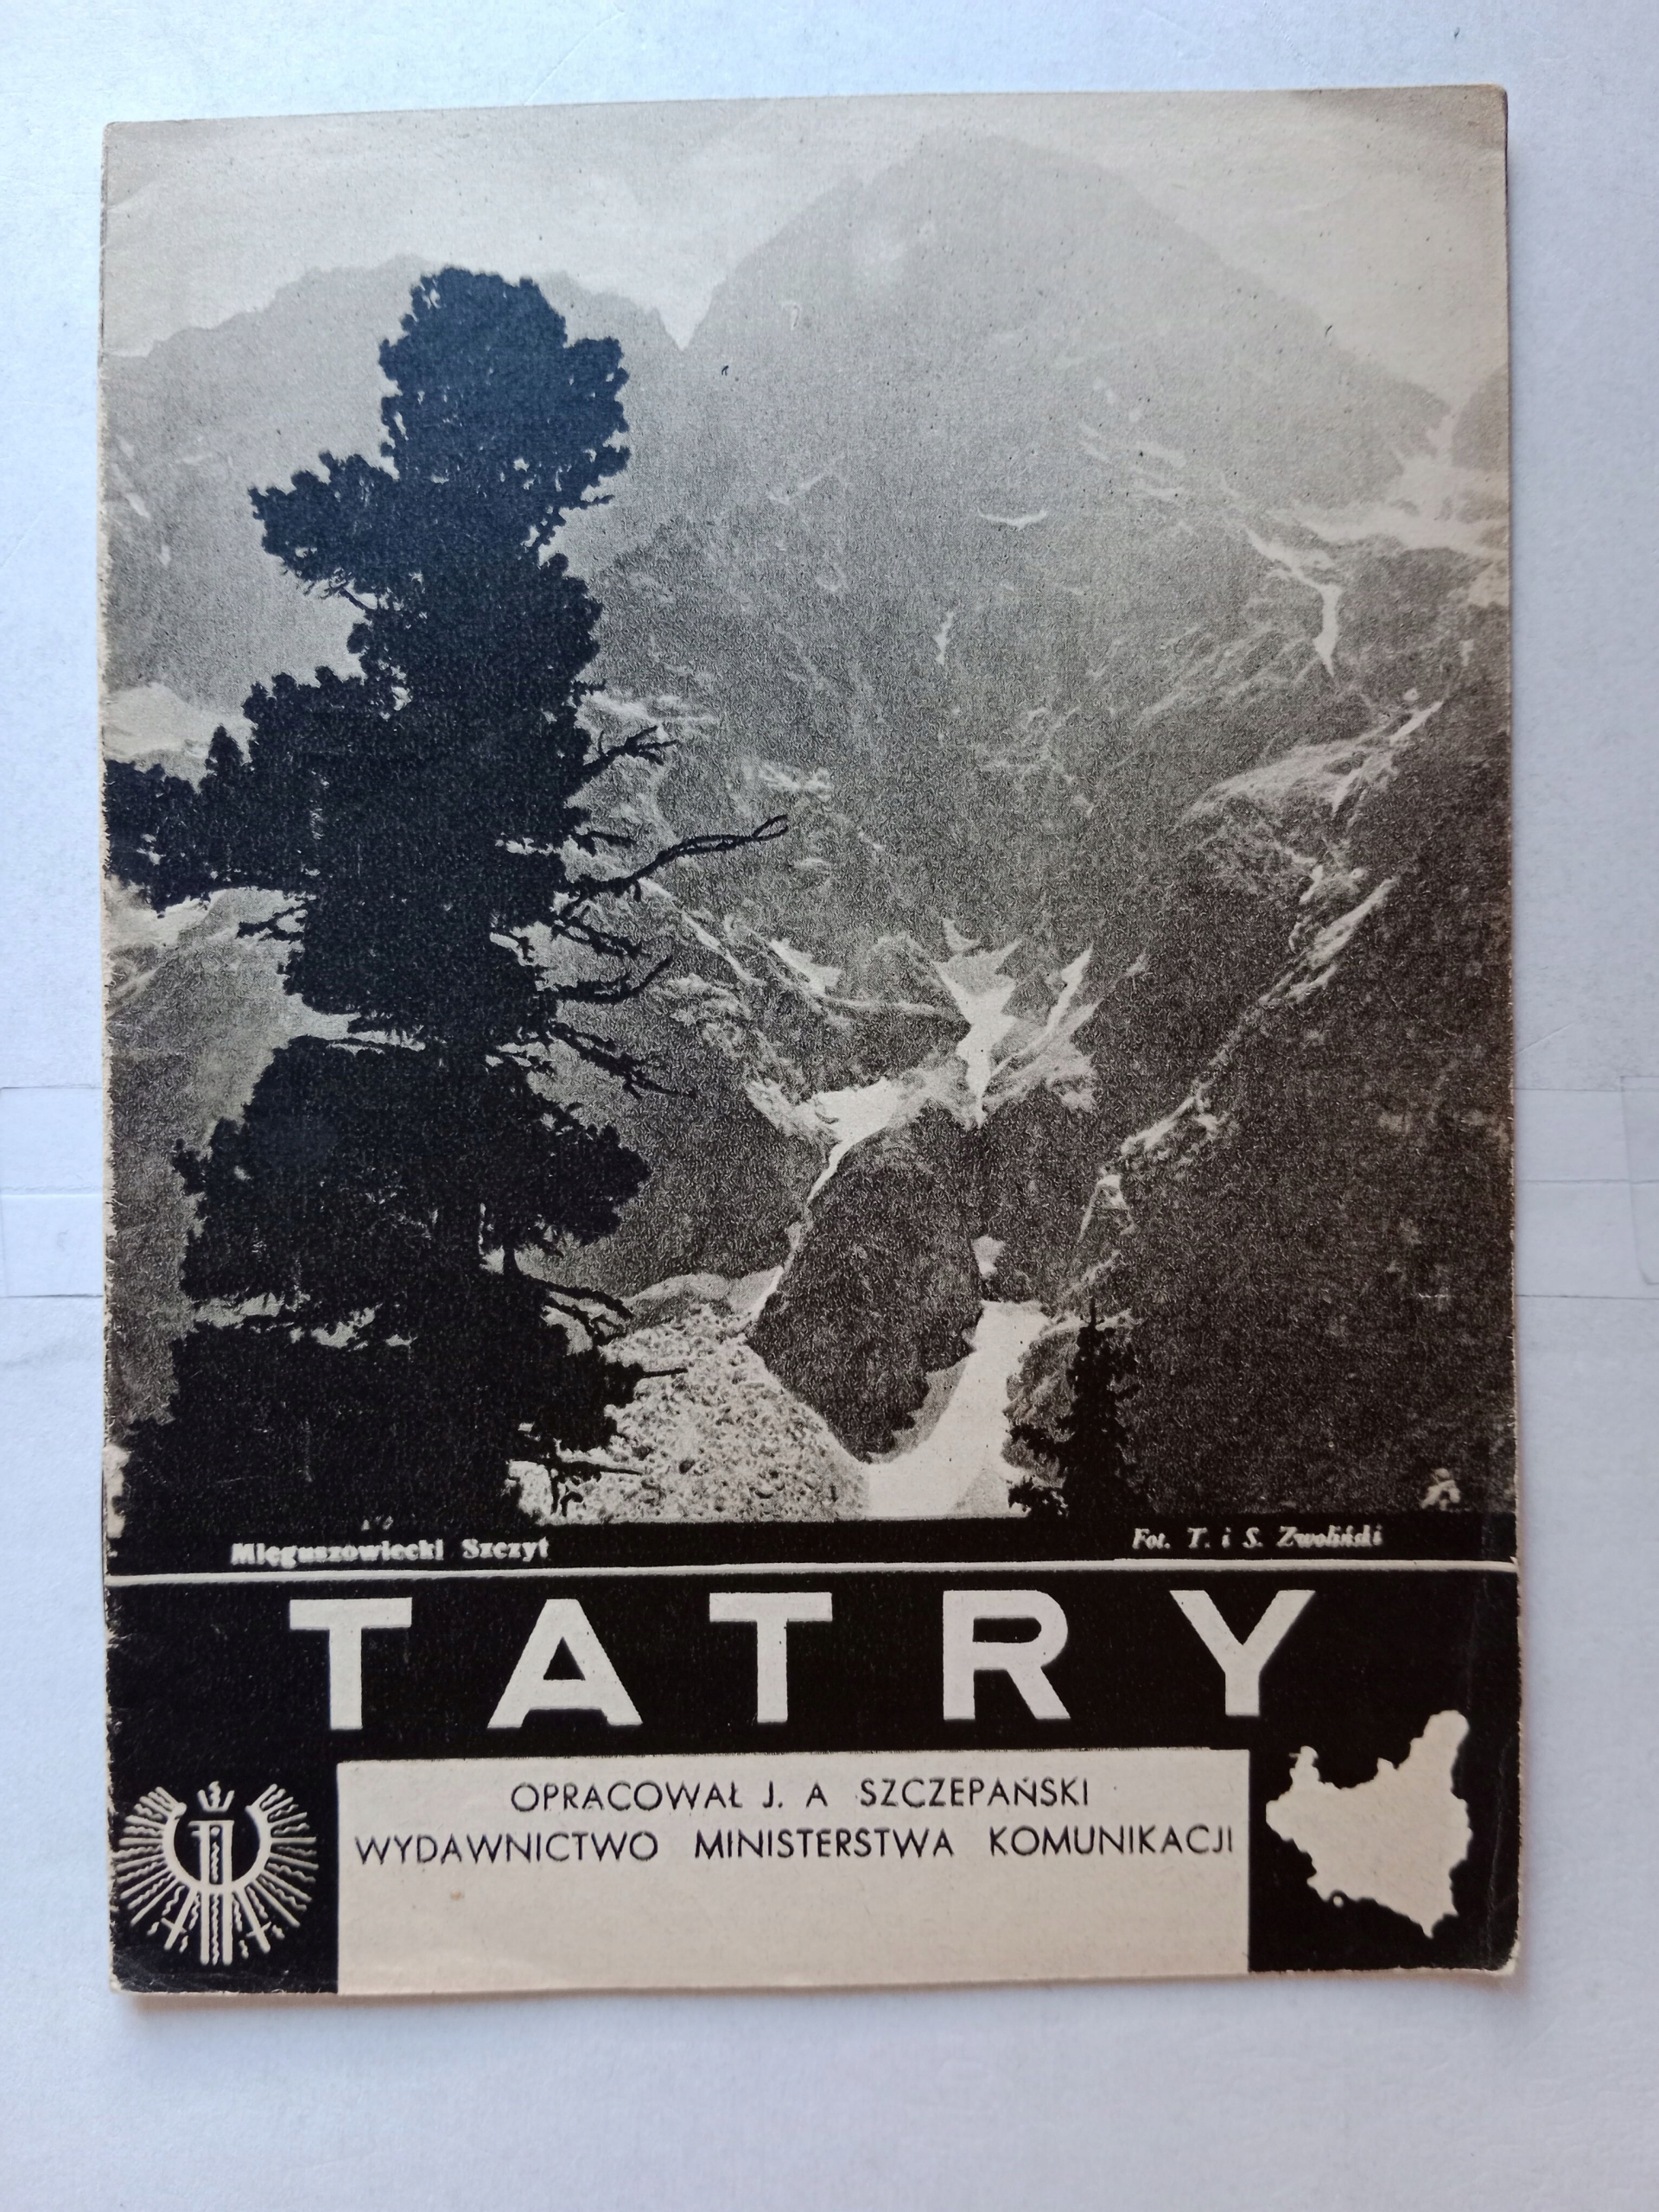 Mięguszowiecki Szczyt
Fot. T. i S. Zwoliński
TATRY
OPRACOWAŁ J. A SZCZEPAŃSKI
WYDAWNICTWO MINISTERSTWA KOMUNIKACJI